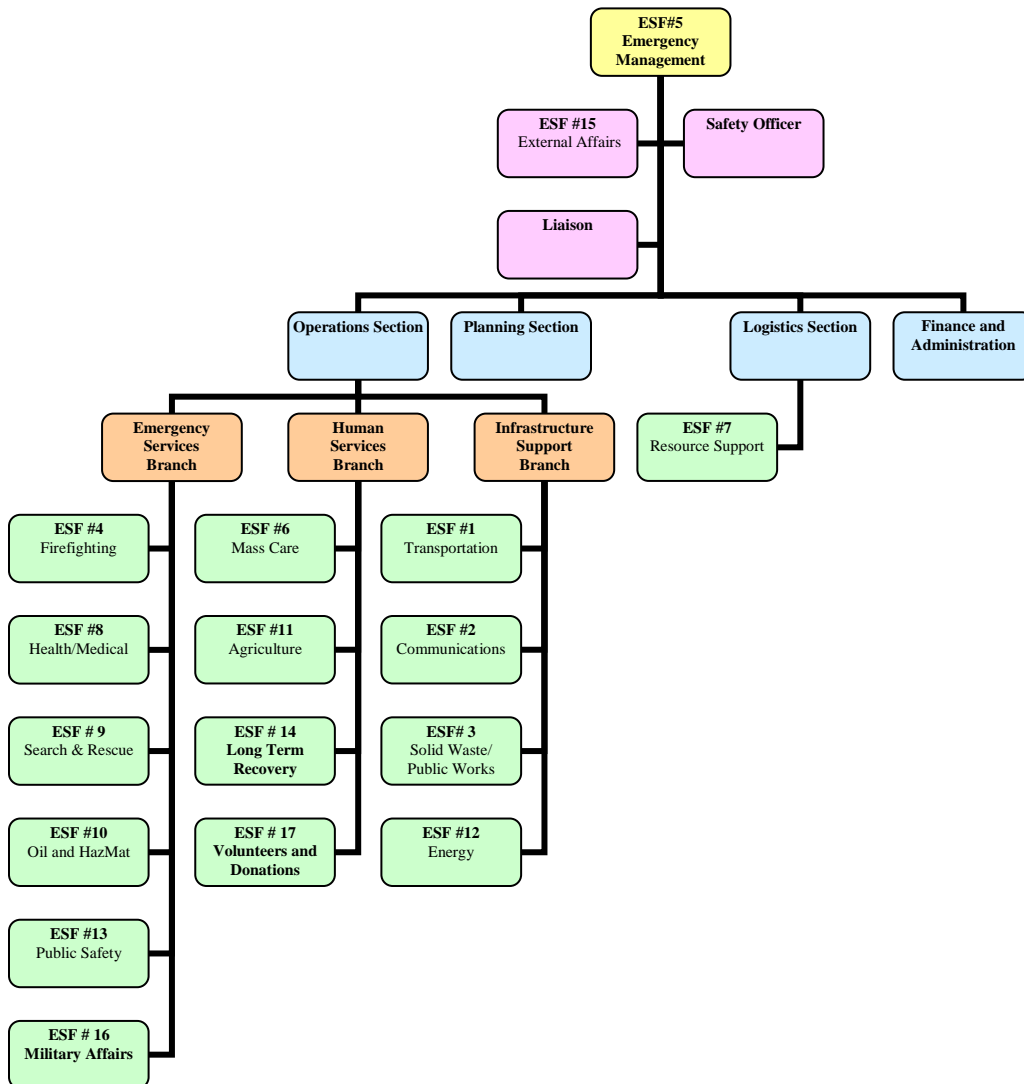 ESF#5
Emergency
Management
ESF #15
External Affairs
Safety Officer
Liaison
Operations Section
Planning Section
Logistics Section
Finance and
Administration
Emergency
Services
Branch
Human
Services
Branch
Infrastructure
Support
Branch
ESF #7
Resource Support
ESF #4
Firefighting
ESF #6
Mass Care
ESF #1
Transportation
ESF #8
Health/Medical
ESF #11
Agriculture
ESF #2
Communications
ESF # 9
Search & Rescue
ESF # 14
Long Term
Recovery
ESF# 3
Solid Waste/
Public Works
ESF #10
Oil and HazMat
ESF # 17
Volunteers and
Donations
ESF #12
Energy
ESF #13
Public Safety
ESF # 16
Military Affairs